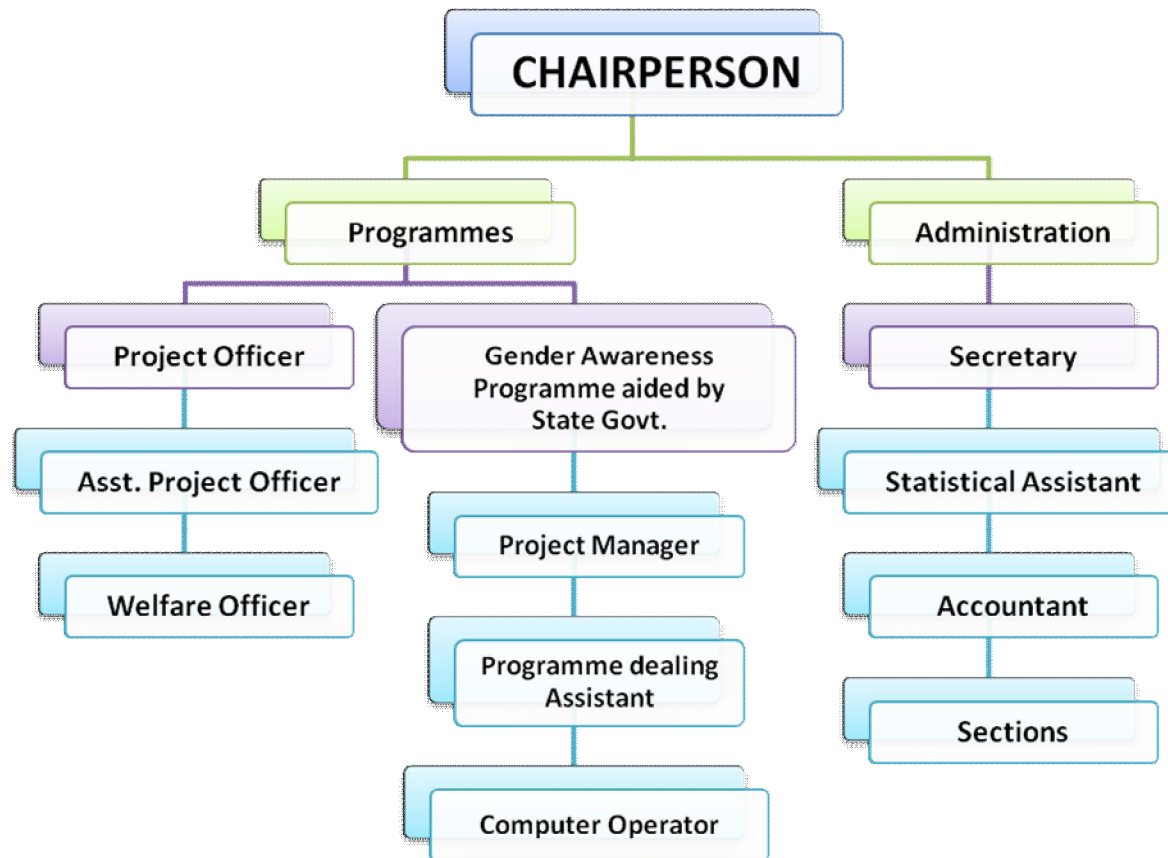 CHAIRPERSON
Programmes
Administration
Project Officer
Gender Awareness
Programme aided by
State Govt.
Secretary
Asst. Project Officer
Statistical Assistant
Project Manager
Welfare Officer
Accountant
Programme dealing
Assistant
Sections
Computer Operator